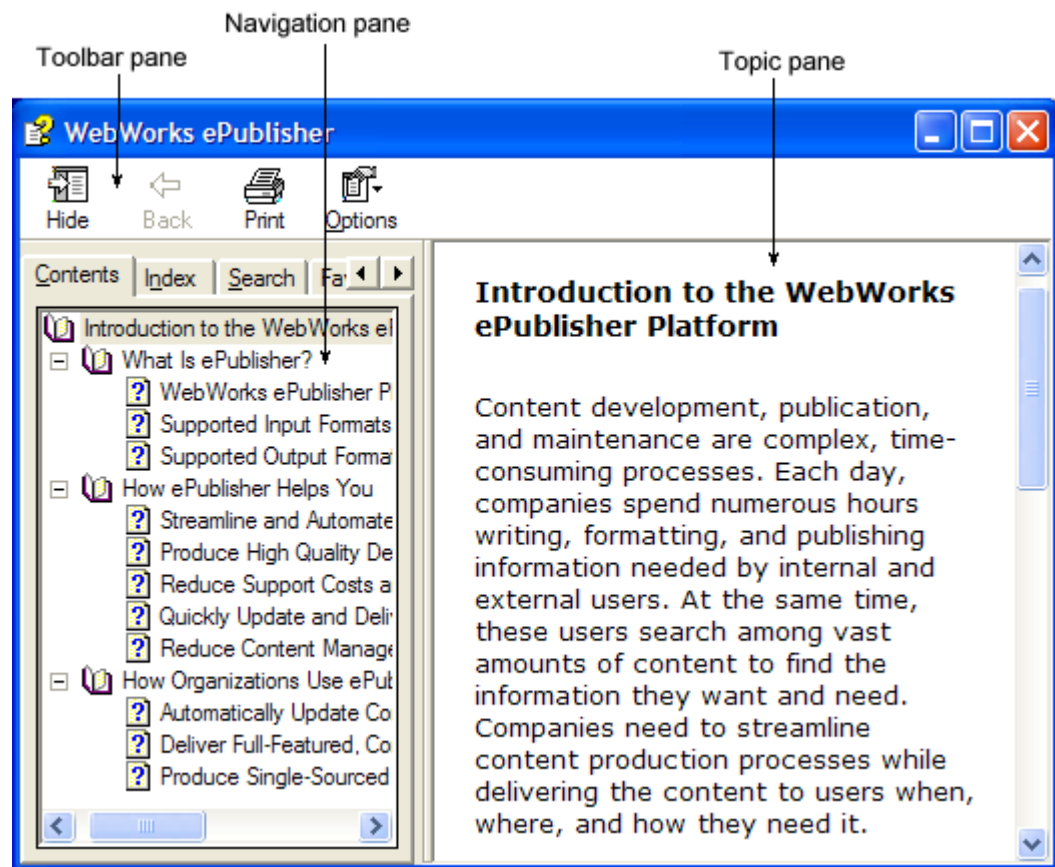 Navigation pane
Toolbar pane
Topic pane
WebWorks ePublisher
Hide Back Print Options
Contents Index Search Fa
Introduction to the WebWorks eP
What Is ePublisher?
WebWorks ePublisher P
Supported Input Formats
Supported Output Forma
How ePublisher Helps You
Streamline and Automate
Produce High Quality De
Reduce Support Costs a
Quickly Update and Deli
Reduce Content Manage
How Organizations Use ePub
Automatically Update Co
Deliver Full-Featured, Co
Produce Single-Sourced
Introduction to the WebWorks
ePublisher Platform
Content development, publication,
and maintenance are complex, time-
consuming processes. Each day,
companies spend numerous hours
writing, formatting, and publishing
information needed by internal and
external users. At the same time,
these users search among vast
amounts of content to find the
information they want and need.
Companies need to streamline
content production processes while
delivering the content to users when,
where, and how they need it.